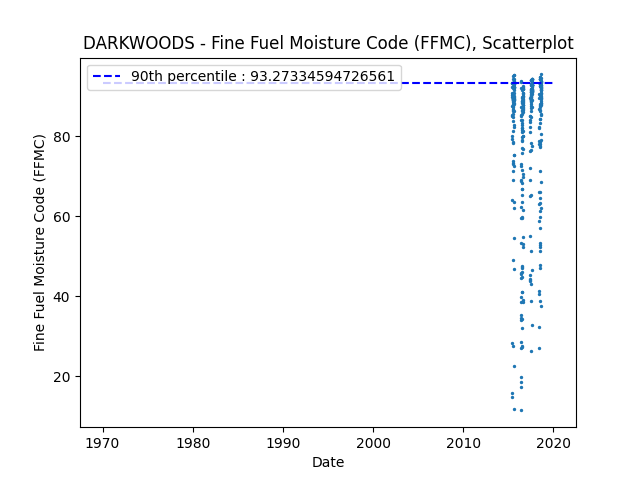 DARKWOODS - Fine Fuel Moisture Code (FFMC), Scatterplot
90th percentile : 93.27334594726561
Fine Fuel Moisture Code (FFMC)
80
60
40
20
1970 1980 1990 2000 2010 2020
Date